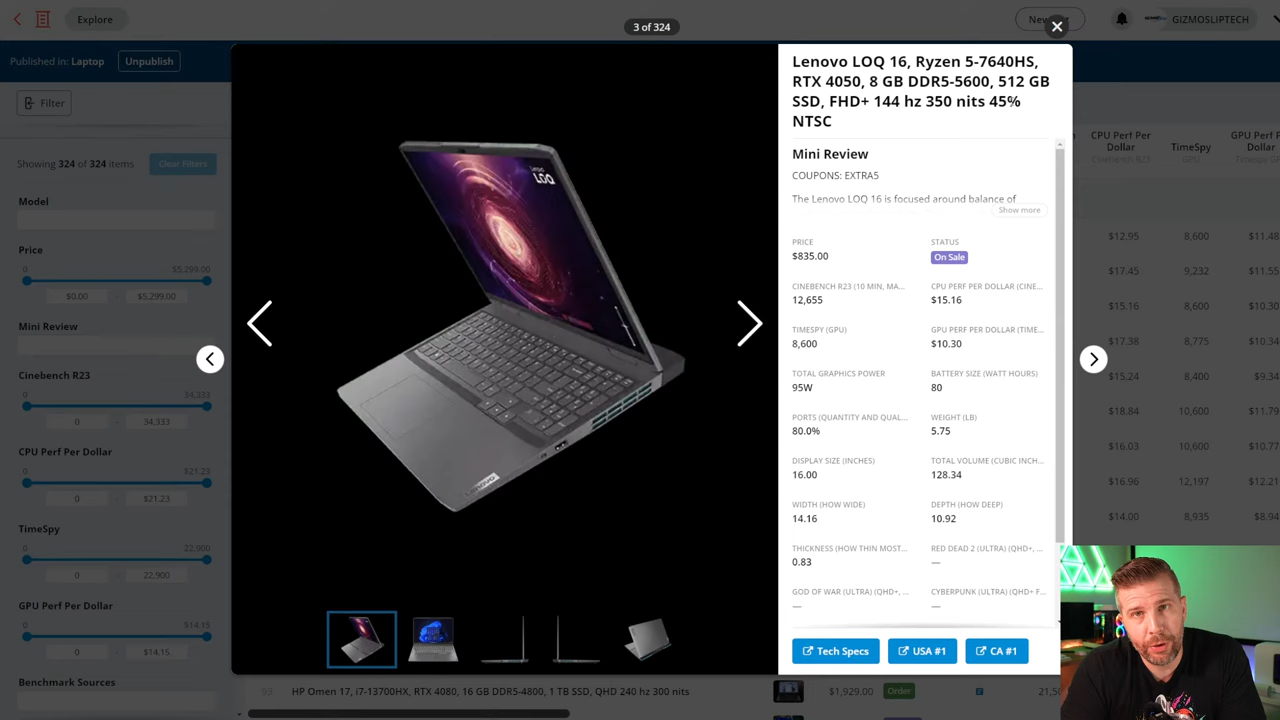 3 of 324
Explore
GIZMOSLIPTECH
Published in: Laptop
Unpublish
Filter
Showing 324 of 324 items
Clear Filters
Model
Price
0
$5,299.00
$0.00
-
$5,299.00
Mini Review
Cinebench R23
0
34,333
0
-
34,333
CPU Perf Per Dollar
0
$21.23
0
-
$21.23
TimeSpy
0
22,900
0
-
22,900
GPU Perf Per Dollar
0
$14.15
0
-
$14.15
Benchmark Sources
Lenovo
LOQ
LENOVO
Lenovo LOQ 16, Ryzen 5-7640HS,
RTX 4050, 8 GB DDR5-5600, 512 GB
SSD, FHD+ 144 hz 350 nits 45%
NTSC
Mini Review
COUPONS: EXTRA5
The Lenovo LOQ 16 is focused around balance of
Show more
PRICE
$835.00
STATUS
On Sale
CINEBENCH R23 (10 MIN, MA...
12,655
CPU PERF PER DOLLAR (CINE...
$15.16
TIMESPY (GPU)
8,600
GPU PERF PER DOLLAR (TIME...
$10.30
TOTAL GRAPHICS POWER
95W
BATTERY SIZE (WATT HOURS)
80
PORTS (QUANTITY AND QUAL...
80.0%
WEIGHT (LB)
5.75
DISPLAY SIZE (INCHES)
16.00
TOTAL VOLUME (CUBIC INCH...
128.34
WIDTH (HOW WIDE)
14.16
DEPTH (HOW DEEP)
10.92
THICKNESS (HOW THIN MOST...
0.83
RED DEAD 2 (ULTRA) (QHD+, ...
—
GOD OF WAR (ULTRA) (QHD+, ...
—
CYBERPUNK (ULTRA) (QHD+ F...
—
Tech Specs
USA #1
CA #1
CPU Perf Per
Dollar
Cinebench R23
TimeSpy
GPU
GPU Perf Per
Dollar
$12.95 8,600 $11.48
$17.45 9,232 $11.55
$15.16 8,600 $10.30
$17.38 8,775 $10.34
$15.24 8,400 $9.34
$18.84 10,600 $11.79
$16.03 10,600
$16.96 12,197 $12.21
$14.00 8,935 $8.94
93 HP Omen 17, i7-13700HX, RTX 4080, 16 GB DDR5-4800, 1 TB SSD, QHD 240 hz 300 nits
$1,929.00
Order